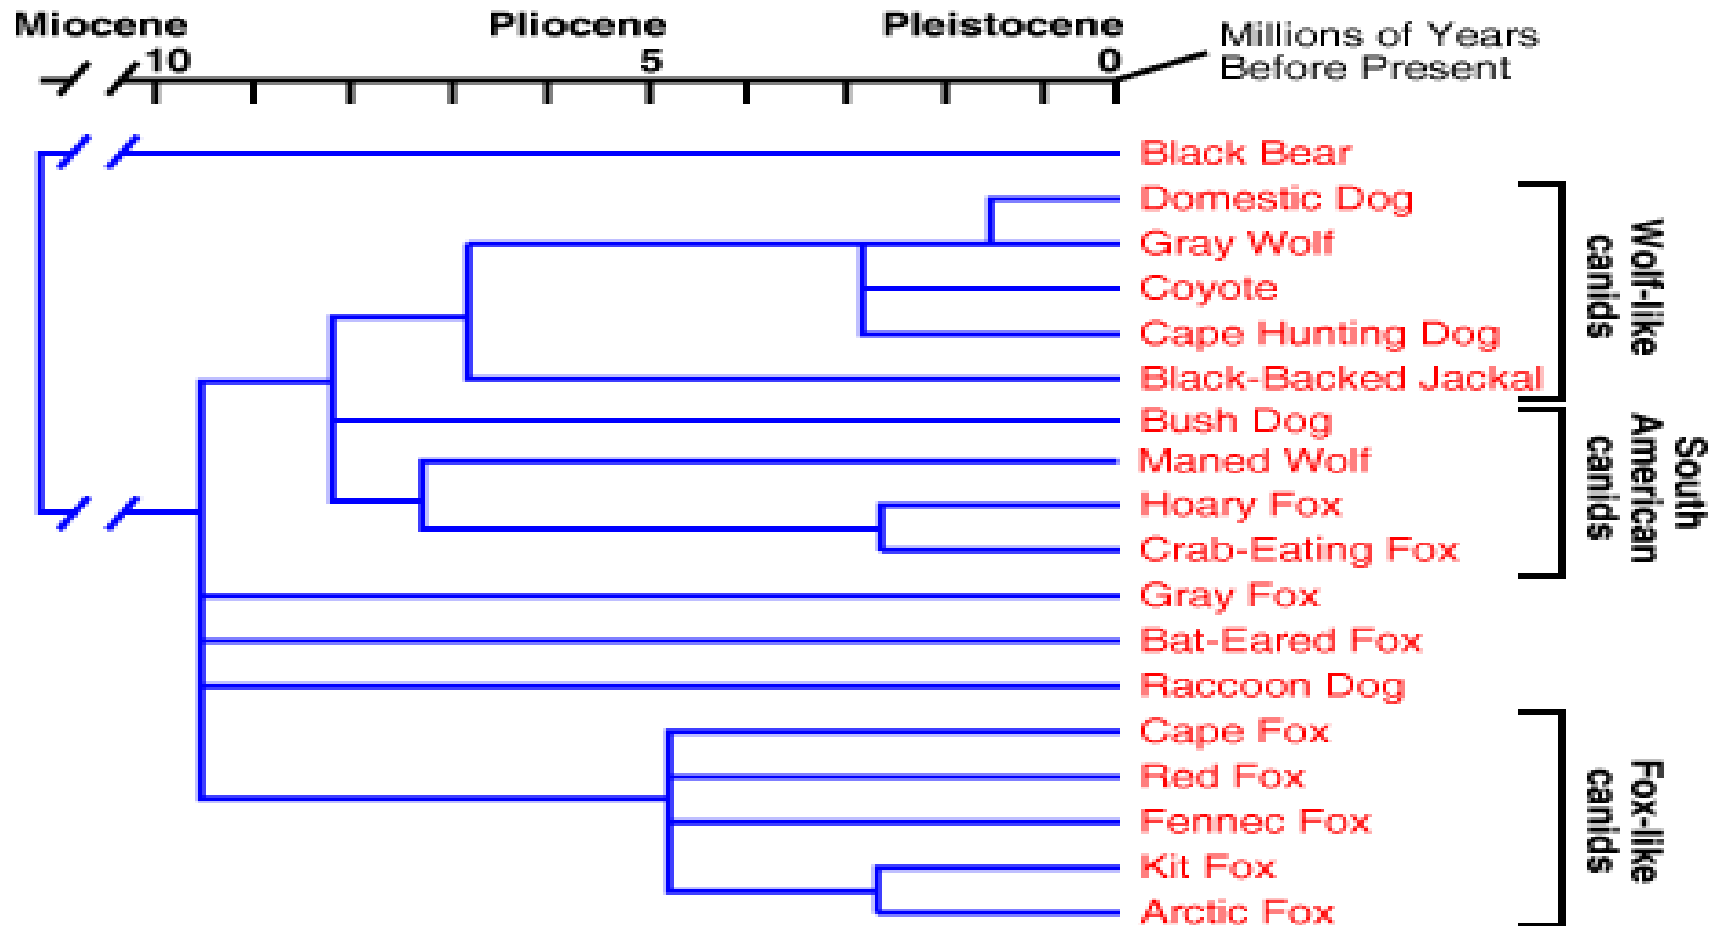 Miocene Pliocene Pleistocene
10 5 0
Millions of Years
Before Present
Black Bear
Domestic Dog
Gray Wolf
Coyote
Cape Hunting Dog
Black-Backed Jackal
Wolf-like
canids
Bush Dog
Maned Wolf
Hoary Fox
Crab-Eating Fox
South
American
canids
Gray Fox
Bat-Eared Fox
Raccoon Dog
Cape Fox
Red Fox
Fennec Fox
Kit Fox
Arctic Fox
Fox-like
canids